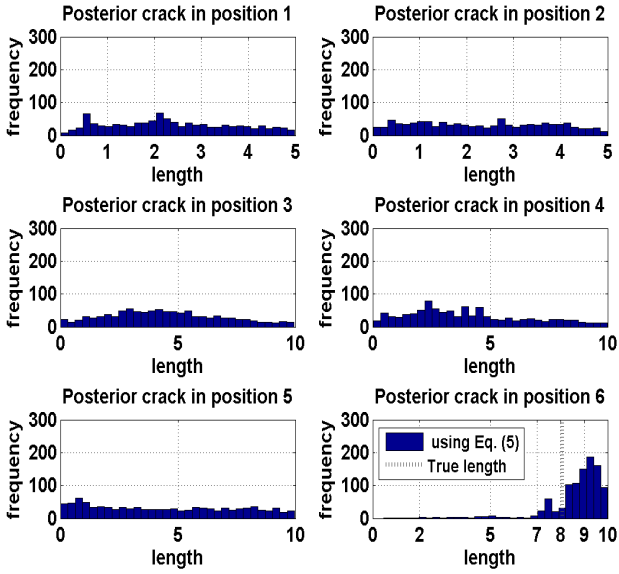 Posterior crack in position 1
Posterior crack in position 2
300
200
100
0
frequency
0 1 2 3 4 5
length
300
200
100
0
frequency
0 1 2 3 4 5
length
Posterior crack in position 3
Posterior crack in position 4
300
200
100
0
frequency
0 5 10
length
300
200
100
0
frequency
0 5 10
length
Posterior crack in position 5
Posterior crack in position 6
300
200
100
0
frequency
0 5 10
length
300
200
100
0
frequency
using Eq. (5)
True length
0 2 4 6 7 8 9 10
length